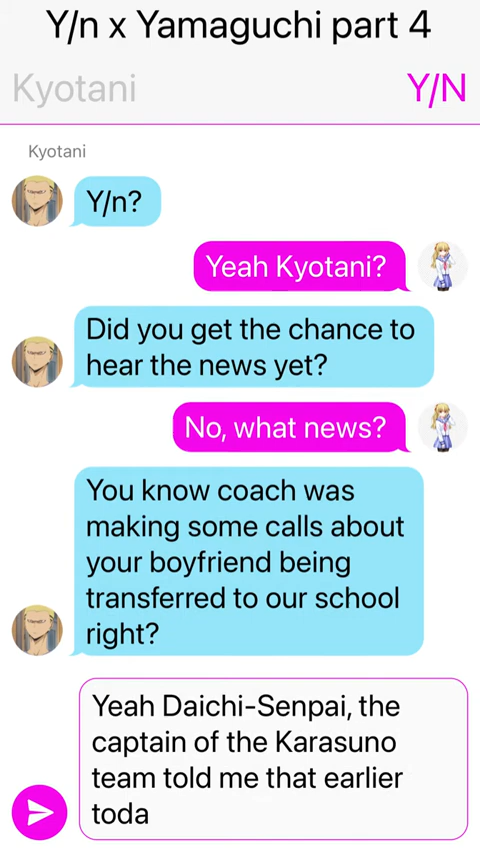 Y/n x Yamaguchi part 4
Kyotani
Y/N
Kyotani
Y/n?
Yeah Kyotani?
Did you get the chance to
hear the news yet?
No, what news?
You know coach was
making some calls about
your boyfriend being
transferred to our school
right?
Yeah Daichi-Senpai, the
captain of the Karasuno
team told me that earlier
toda